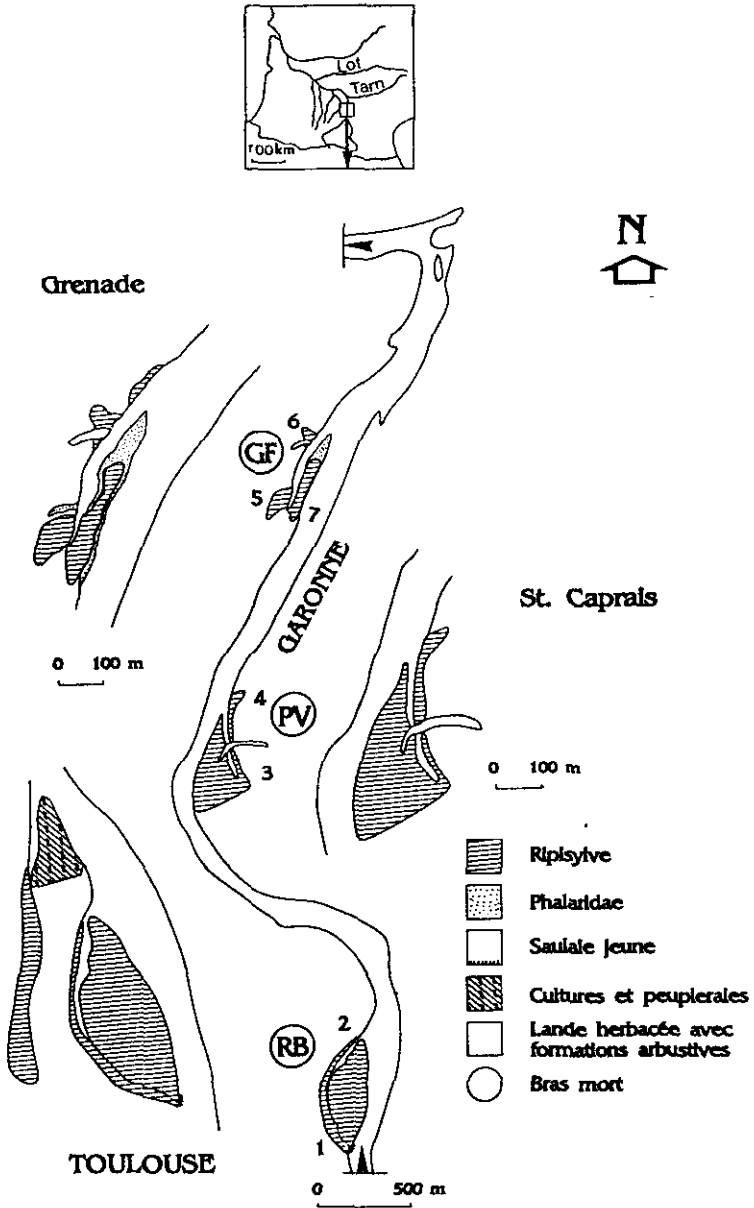 Lot
Tarn
100km
N
Grenade
6
GF
5
7
GARONNE
St. Caprais
0 100 m
4
PV
3
0 100 m
Ripisylve
Phalaridae
Saulaie jeune
Cultures et peupleraies
Lande herbacée avec
formations arbustives
Bras mort
2
RB
1
TOULOUSE
0 500 m